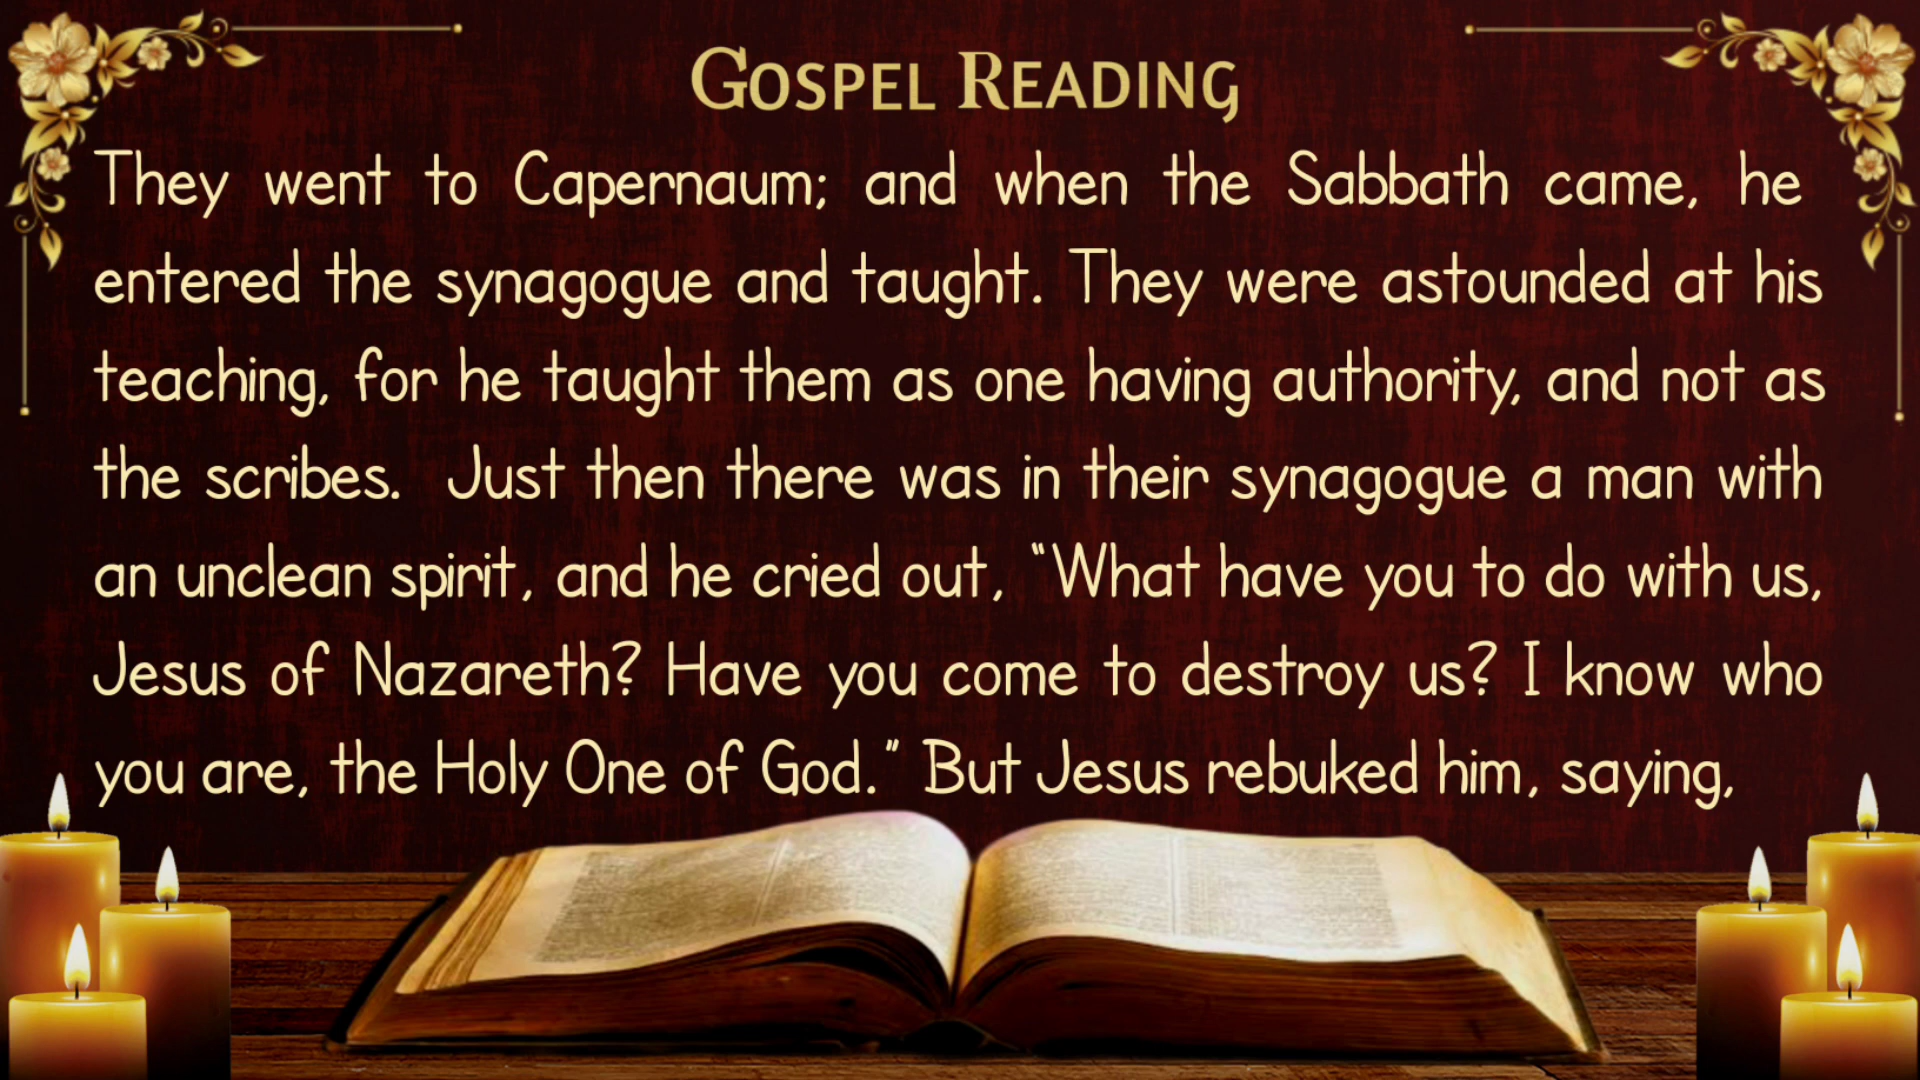 GOSPEL READING
They went to Capernaum; and when the Sabbath came, he
entered the synagogue and taught. They were astounded at his
teaching, for he taught them as one having authority, and not as
the scribes. Just then there was in their synagogue a man with
an unclean spirit, and he cried out, “What have you to do with us,
Jesus of Nazareth? Have you come to destroy us? I know who
you are, the Holy One of God.” But Jesus rebuked him, saying,